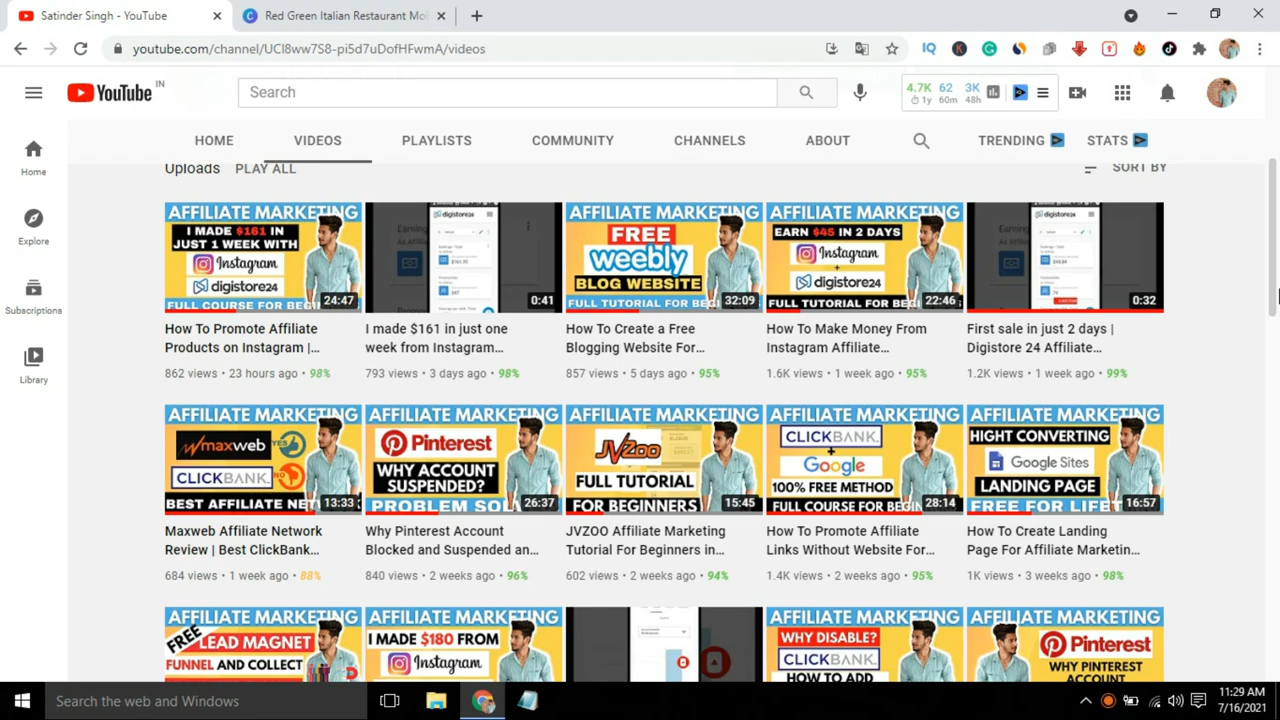 Satinder Singh - YouTube
Red Green Italian Restaurant Mo
youtube.com/channel/UCl8ww7S8-pi5d7uDofHFwmA/videos
YouTube IN
Search
4.7K 62 3K
1y 60m 48h
HOME VIDEOS PLAYLISTS COMMUNITY CHANNELS ABOUT TRENDING STATS
Home
Explore
Subscriptions
Library
Uploads PLAY ALL SORT BY
AFFILIATE MARKETING
I MADE $161 IN
JUST 1 WEEK WITH
Instagram
digistore24
FULL COURSE FOR BEG
24:47
digistore24
0:41
AFFILIATE MARKETING
FREE
weebly
BLOG WEBSITE
FULL TUTORIAL FOR BEGI
32:09
AFFILIATE MARKETING
EARN $45 IN 2 DAYS
Instagram
+
digistore24
FULL TUTORIAL FOR BE
22:46
digistore24
0:32
How To Promote Affiliate
Products on Instagram |...
862 views • 23 hours ago • 98%
I made $161 in just one
week from Instagram...
793 views • 3 days ago • 98%
How To Create a Free
Blogging Website For...
857 views • 5 days ago • 95%
How To Make Money From
Instagram Affiliate...
1.6K views • 1 week ago • 95%
First sale in just 2 days |
Digistore 24 Affiliate...
1.2K views • 1 week ago • 99%
AFFILIATE MARKETING
maxweb YES
CLICKBANK NO
BEST AFFILIATE NE
13:33
AFFILIATE MARKETING
Pinterest
WHY ACCOUNT
SUSPENDED?
PROBLEM SOL
26:37
AFFILIATE MARKETING
JVZOO
FULL TUTORIAL
FOR BEGINNERS
15:45
AFFILIATE MARKETING
CLICKBANK
+
Google
100% FREE METHOD
FULL COURSE FOR BEGIN
28:14
AFFILIATE MARKETING
HIGHT CONVERTING
Google Sites
LANDING PAGE
FREE FOR LIFET
16:57
Maxweb Affiliate Network
Review | Best ClickBank...
684 views • 1 week ago • 88%
Why Pinterest Account
Blocked and Suspended an...
840 views • 2 weeks ago • 96%
JVZOO Affiliate Marketing
Tutorial For Beginners in...
602 views • 2 weeks ago • 94%
How To Promote Affiliate
Links Without Website For...
1.4K views • 2 weeks ago • 95%
How To Create Landing
Page For Affiliate Marketin...
1K views • 3 weeks ago • 98%
AFFILIATE MARKETING
FREE LEAD MAGNET
FUNNEL AND COLLECT
AFFILIATE MARKETING
I MADE $180 FROM
Instagram
AFFILIATE MARKETING
WHY DISABLE?
CLICKBANK
HOW TO ADD
AFFILIATE MARKETING
Pinterest
WHY PINTEREST
ACCOUNT
Search the web and Windows
11:29 AM
7/16/2021